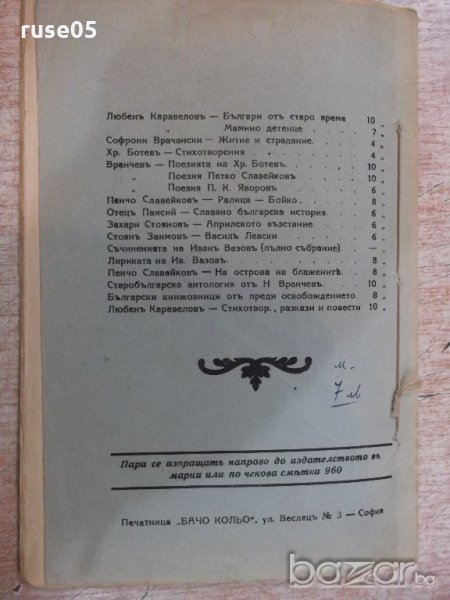 ruse05
Любенъ Каравеловъ — Българи отъ старо време 10 „
„ Мамино детенце . . . 7 „
Софрони Врачански — Житие и страдание. . . . 4 „
Хр. Ботевъ — Стихотворения . . . . . . 4 „
Вранчевъ — Поезията на Хр. Ботевъ. . . . . 10 „
„ Поезия Петко Славейковъ . . . 10 „
„ Поезия П. К. Яворовъ . . . . 6 „
Пенчо Славейковъ — Ралица — Бойко. . . . . 8 „
Отецъ Паисий — Славяно българска история . . 6 „
Захари Стояновъ — Априлското възстание . . . 6 „
Стоянъ Заимовъ — Василъ Левски . . . . . 6 „
Съчиненията на Иванъ Вазовъ (пълно събрание). . —
Лириката на Ив. Вазовъ. . . . . . . . 8 „
Пенчо Славейковъ — На острова на блаженитѣ. . 8 „
Старобългарска антология отъ Н Вранчевъ. . . . 10 „
Български книжовници отъ преди освобождението. 8 „
Любенъ Каравеловъ — Стихотвор., разкази и повести 10 „
м.
7 лв
Пари се изпращатъ направо до издателството въ
марки или по чекова смѣтка 960
Печатница „БАЧО КОЛЬО“, ул. Веслецъ № 3 — София
bazar.bg